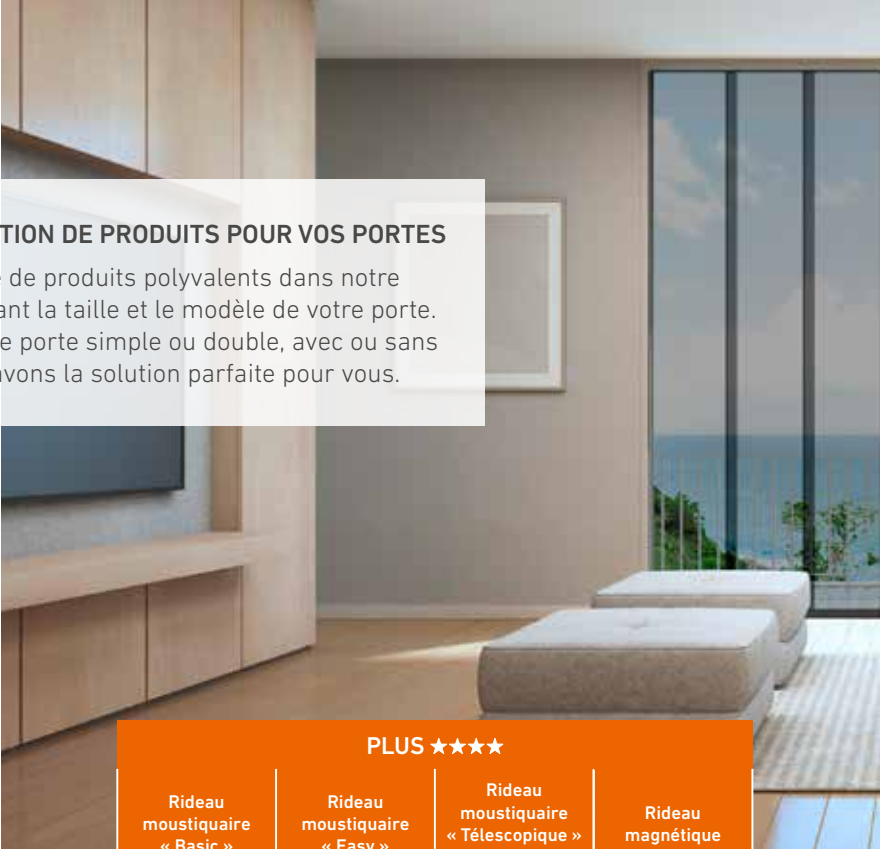 TION DE PRODUITS POUR VOS PORTES
de produits polyvalents dans notre
ant la taille et le modèle de votre porte.
e porte simple ou double, avec ou sans
avons la solution parfaite pour vous.
PLUS ★★★★
Rideau
moustiquaire
« Basic »
Rideau
moustiquaire
« Easy »
Rideau
moustiquaire
« Télescopique »
Rideau
magnétique